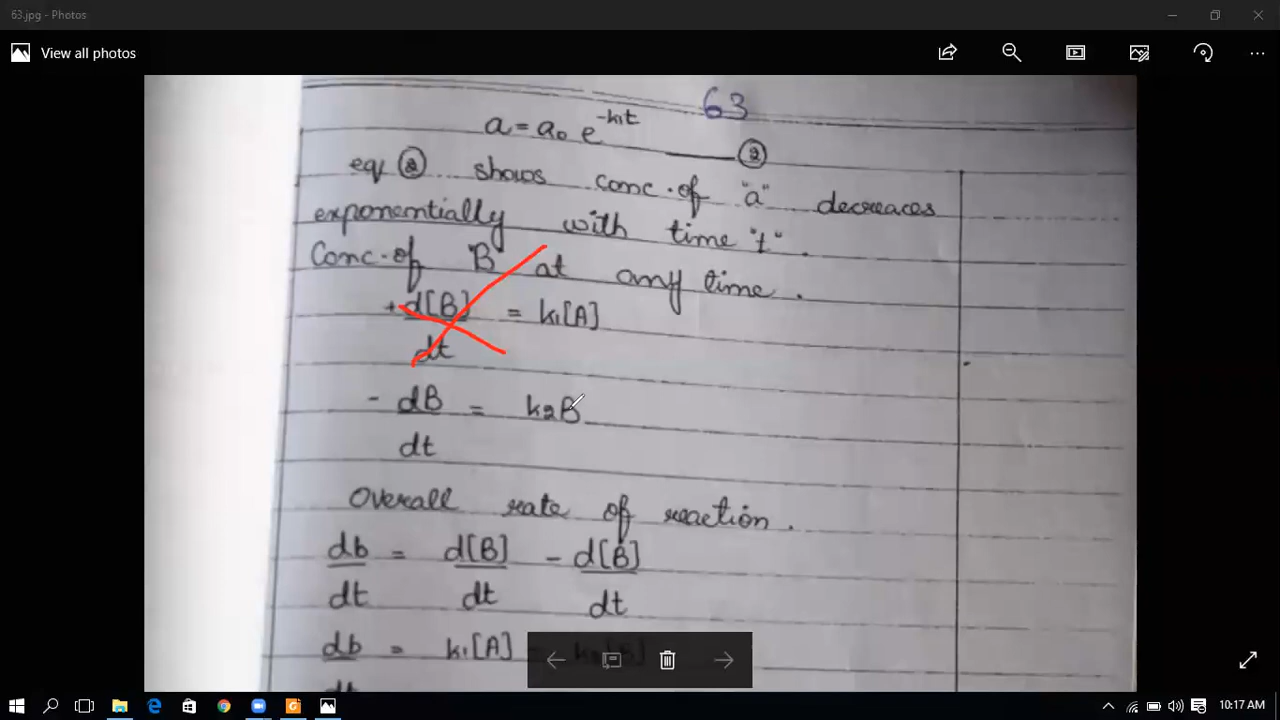 63.jpg - Photos
View all photos
63
a = a₀ e^-k₁t ——— ②
eq ② shows conc. of "a" decreaces
exponentially with time "t".
Conc. of "B" at any time.
+ d[B] = k₁[A]
dt
- dB = k₂B
dt
Overall rate of reaction.
db = d[B] - d[B]
dt dt dt
db = k₁[A]
10:17 AM